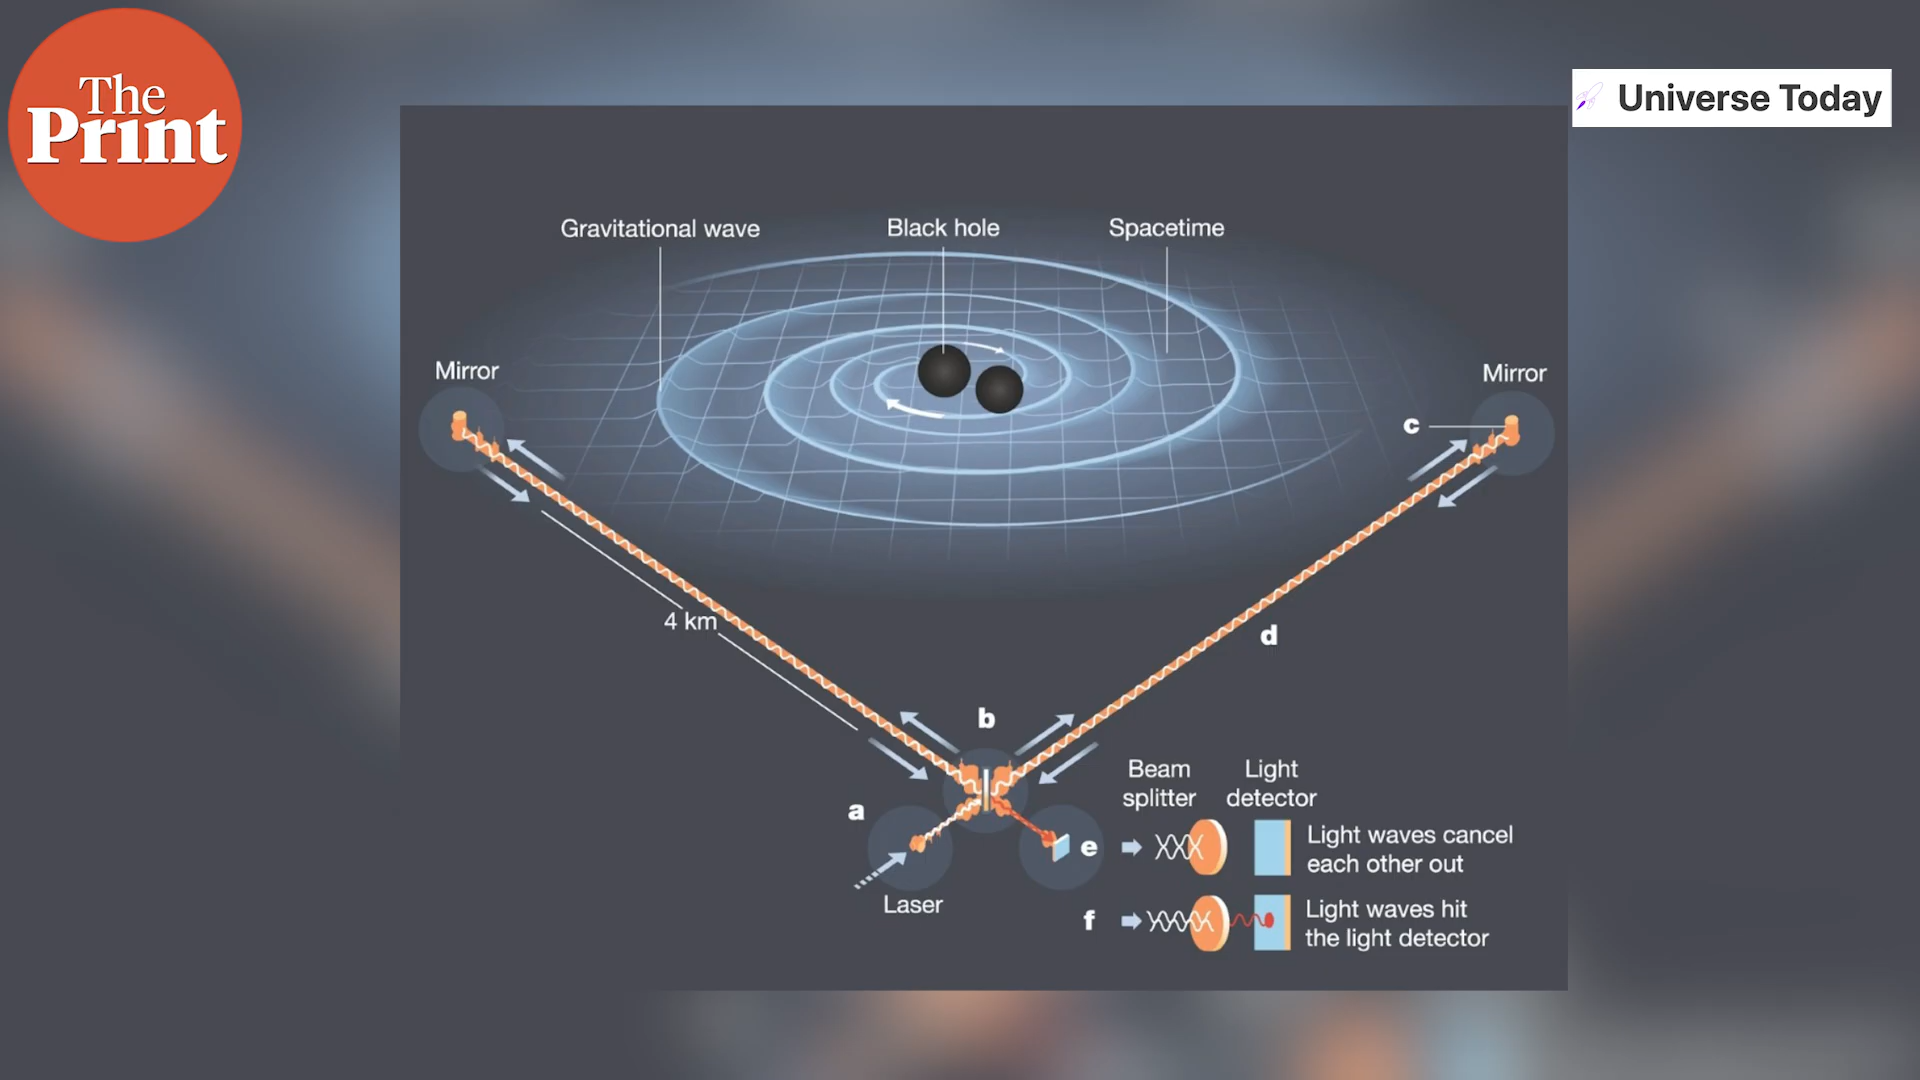 The
Print
Universe Today
Gravitational wave
Black hole
Spacetime
Mirror
Mirror
c
4 km
d
b
a
Laser
Beam
splitter
Light
detector
e
Light waves cancel
each other out
f
Light waves hit
the light detector